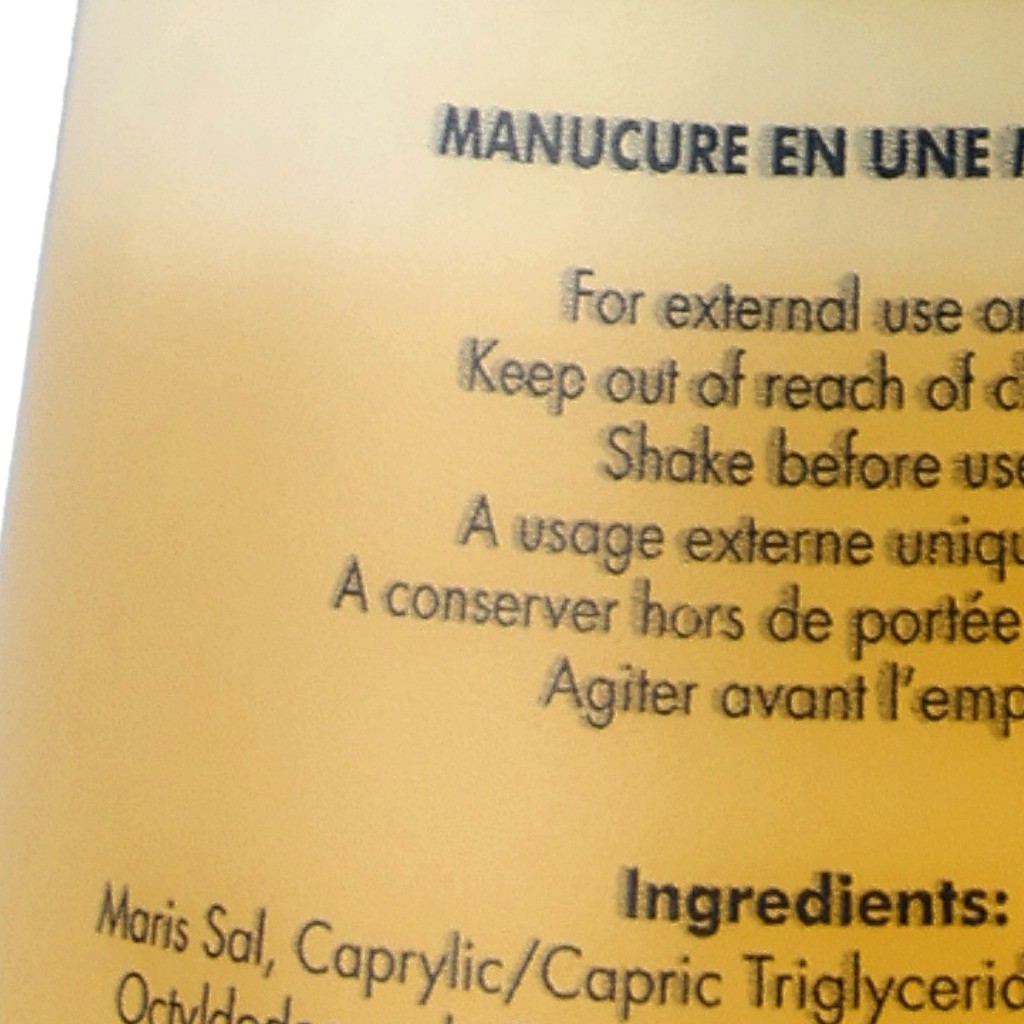 MANUCURE EN UNE
For external use
Keep out of reach of
Shake before use
A usage externe
A conserver hors de portée
Agiter avant
Ingredients:
Maris Sal, Caprylic/Capric